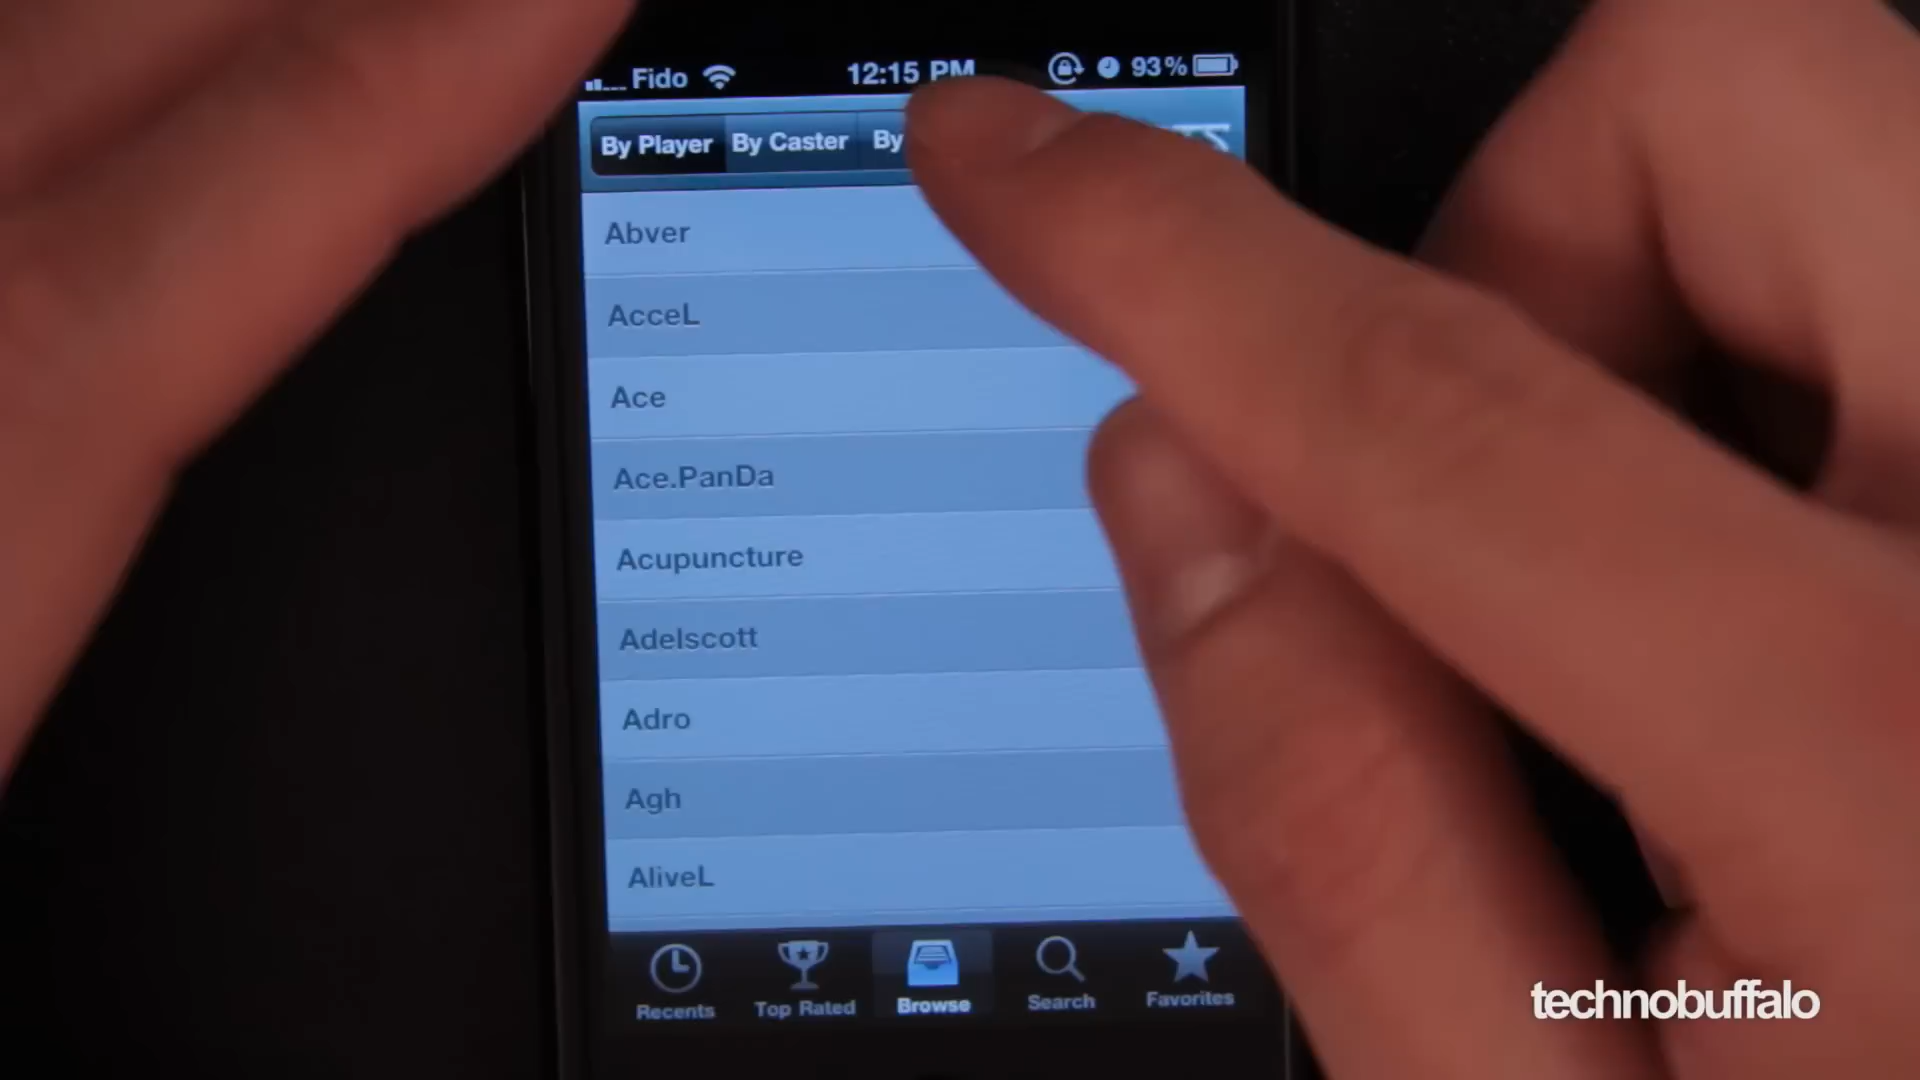 Fido 12:15 PM 93%
By Player By Caster By
Abver
AcceL
Ace
Ace.PanDa
Acupuncture
Adelscott
Adro
Agh
AliveL
Recents Top Rated Browse Search Favorites
technobuffalo